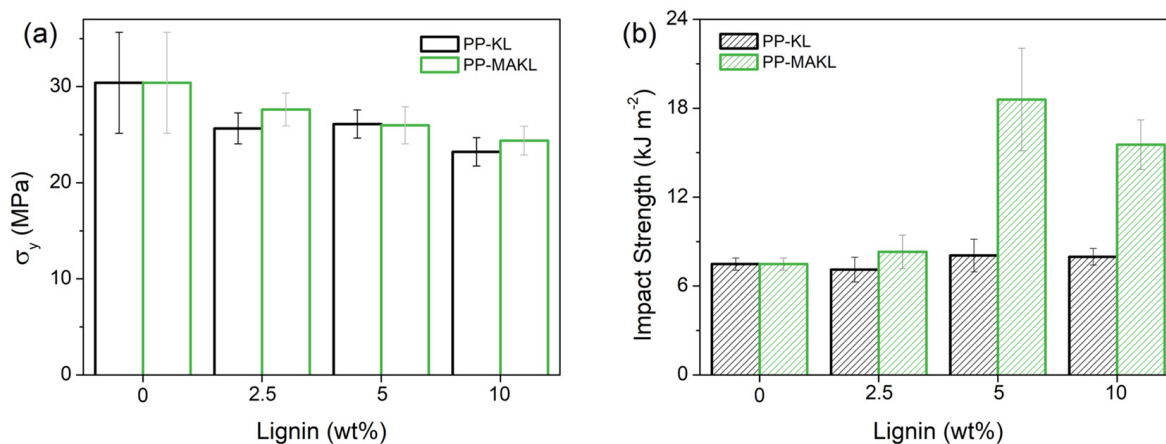 (a)
PP-KL
PP-MAKL
30
20
10
0
σy (MPa)
0 2.5 5 10
Lignin (wt%)
(b)
PP-KL
PP-MAKL
24
18
12
6
0
Impact Strength (kJ m-2)
0 2.5 5 10
Lignin (wt%)